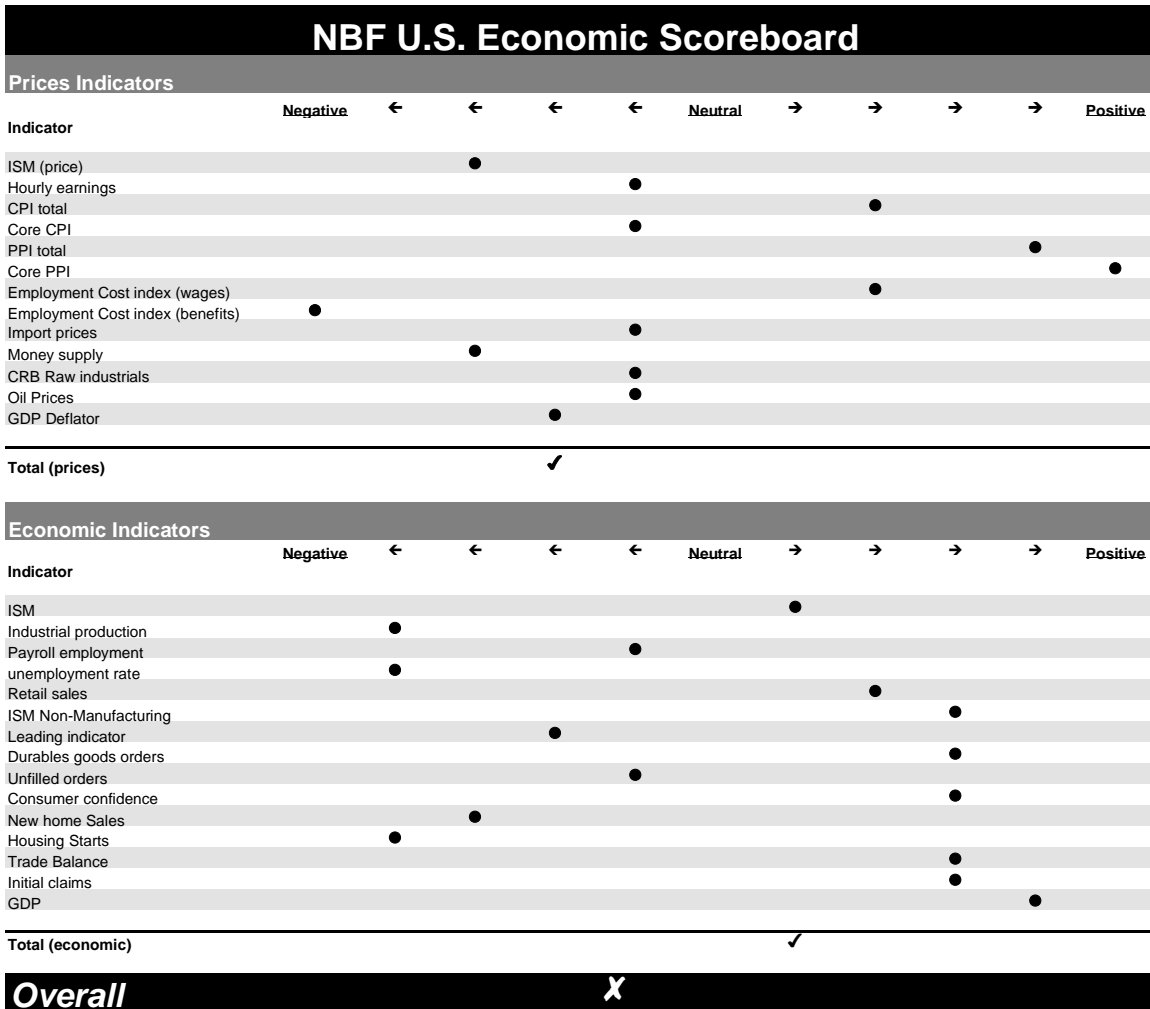 NBF U.S. Economic Scoreboard
Prices Indicators
Negative ← ← ← ← Neutral → → → → Positive
Indicator
ISM (price) ●
Hourly earnings ●
CPI total ●
Core CPI ●
PPI total ●
Core PPI ●
Employment Cost index (wages) ●
Employment Cost index (benefits) ●
Import prices ●
Money supply ●
CRB Raw industrials ●
Oil Prices ●
GDP Deflator ●
Total (prices) ✔
Economic Indicators
Negative ← ← ← ← Neutral → → → → Positive
Indicator
ISM ●
Industrial production ●
Payroll employment ●
unemployment rate ●
Retail sales ●
ISM Non-Manufacturing ●
Leading indicator ●
Durables goods orders ●
Unfilled orders ●
Consumer confidence ●
New home Sales ●
Housing Starts ●
Trade Balance ●
Initial claims ●
GDP ●
Total (economic) ✔
Overall ✘